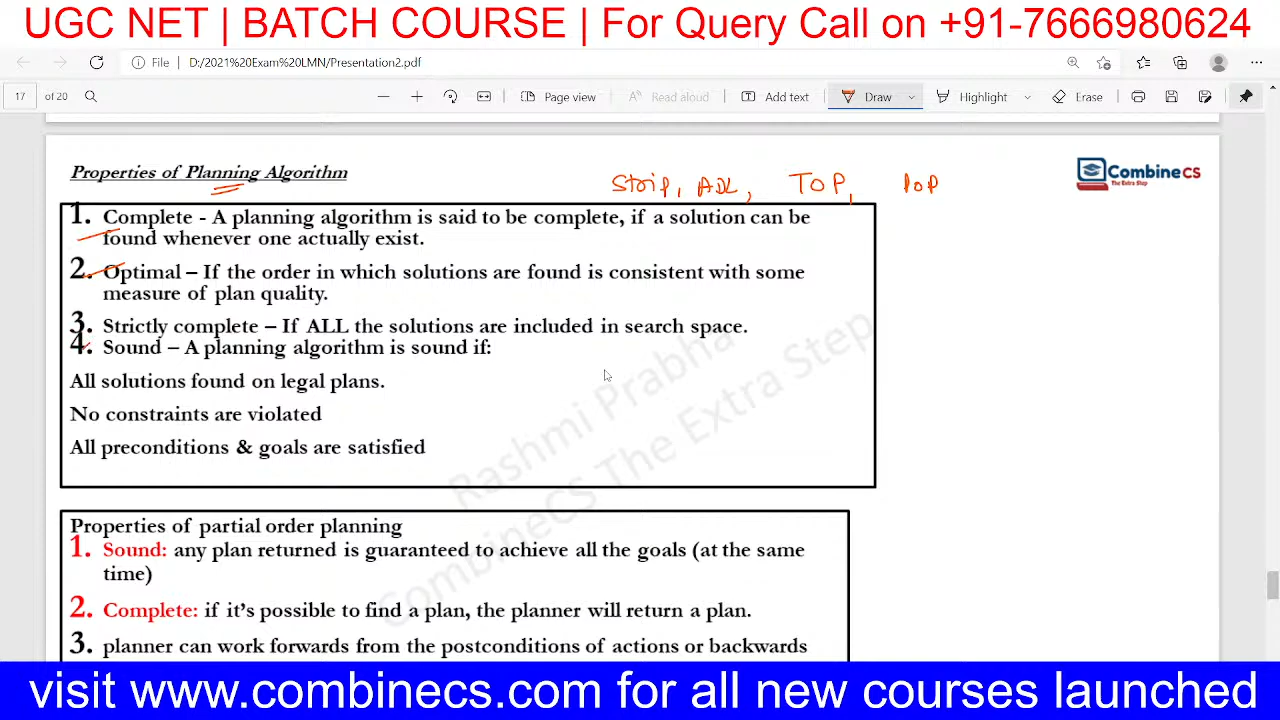 UGC NET | BATCH COURSE | For Query Call on +91-7666980624
File | D:/2021%20Exam%20LMN/Presentation2.pdf
17 of 20 Page view Read aloud Add text Draw Highlight Erase
Properties of Planning Algorithm
Strip, ADL, TOP, POP
CombineCS
The Extra Step
1. Complete - A planning algorithm is said to be complete, if a solution can be
found whenever one actually exist.
2. Optimal – If the order in which solutions are found is consistent with some
measure of plan quality.
3. Strictly complete – If ALL the solutions are included in search space.
4. Sound – A planning algorithm is sound if:
All solutions found on legal plans.
No constraints are violated
All preconditions & goals are satisfied
Rashmi Prabha
CombineCS The Extra Step
Properties of partial order planning
1. Sound: any plan returned is guaranteed to achieve all the goals (at the same
time)
2. Complete: if it's possible to find a plan, the planner will return a plan.
3. planner can work forwards from the postconditions of actions or backwards
visit www.combinecs.com for all new courses launched